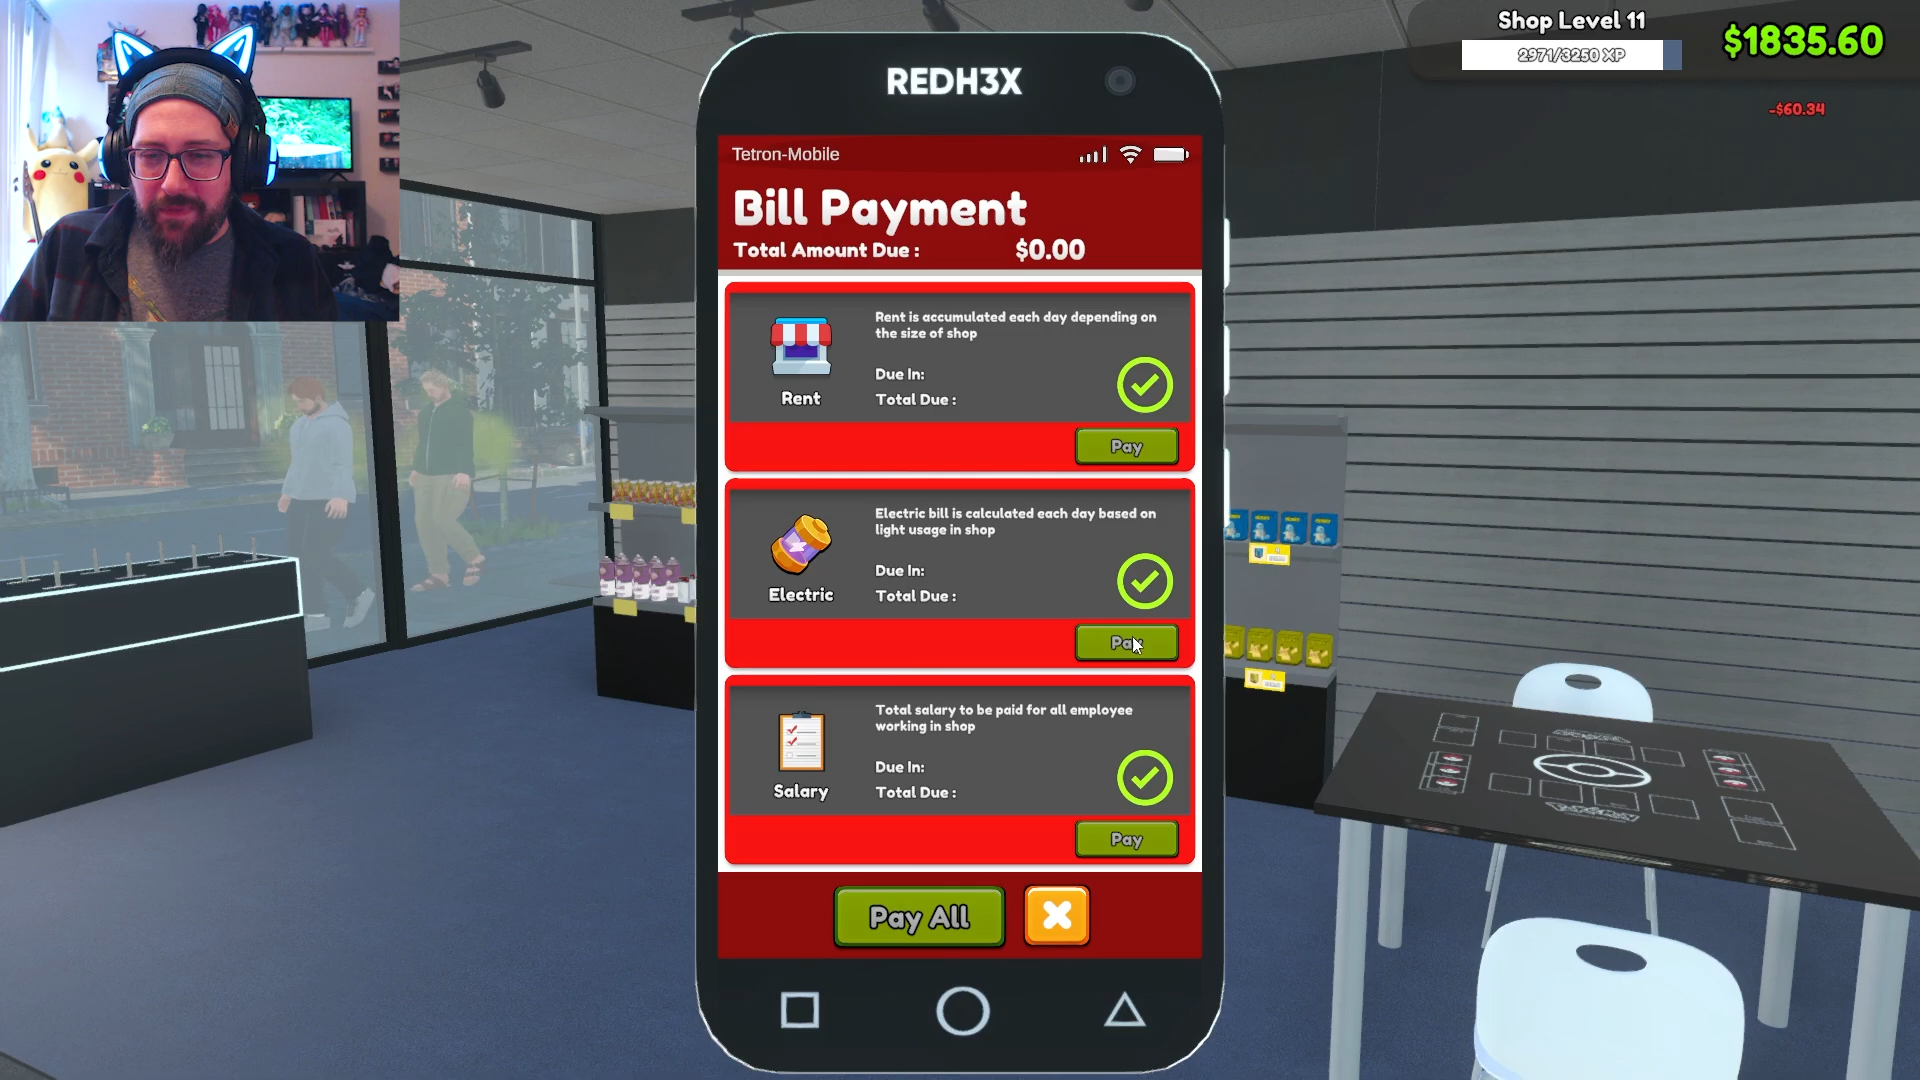 Shop Level 11
2971/3250 XP
$1835.60
-$60.34
REDH3X
Tetron-Mobile
Bill Payment
Total Amount Due :
$0.00
Rent is accumulated each day depending on
the size of shop
Due In:
Total Due :
Rent
Pay
Electric bill is calculated each day based on
light usage in shop
Due In:
Total Due :
Electric
Pay
Total salary to be paid for all employee
working in shop
Due In:
Total Due :
Salary
Pay
Pay All